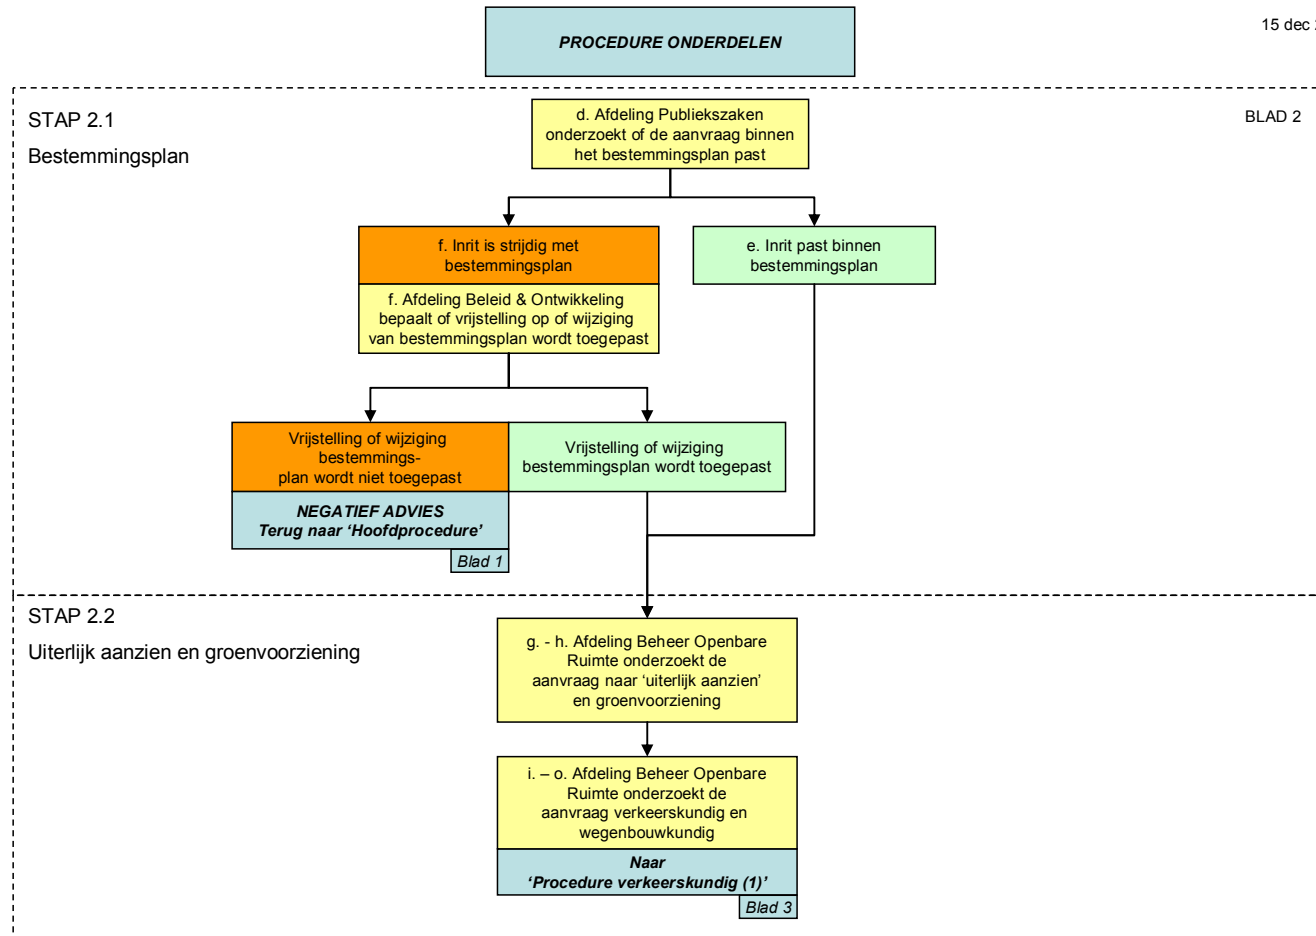 PROCEDURE ONDERDELEN
15 dec
STAP 2.1
BLAD 2
Bestemmingsplan
d. Afdeling Publiekszaken
onderzoekt of de aanvraag binnen
het bestemmingsplan past
f. Inrit is strijdig met
bestemmingsplan
e. Inrit past binnen
bestemmingsplan
f. Afdeling Beleid & Ontwikkeling
bepaalt of vrijstelling op of wijziging
van bestemmingsplan wordt toegepast
Vrijstelling of wijziging
bestemmings-
plan wordt niet toegepast
Vrijstelling of wijziging
bestemmingsplan wordt toegepast
NEGATIEF ADVIES
Terug naar ‘Hoofdprocedure’
Blad 1
STAP 2.2
Uiterlijk aanzien en groenvoorziening
g. - h. Afdeling Beheer Openbare
Ruimte onderzoekt de
aanvraag naar ‘uiterlijk aanzien’
en groenvoorziening
i. – o. Afdeling Beheer Openbare
Ruimte onderzoekt de
aanvraag verkeerskundig en
wegenbouwkundig
Naar
‘Procedure verkeerskundig (1)’
Blad 3